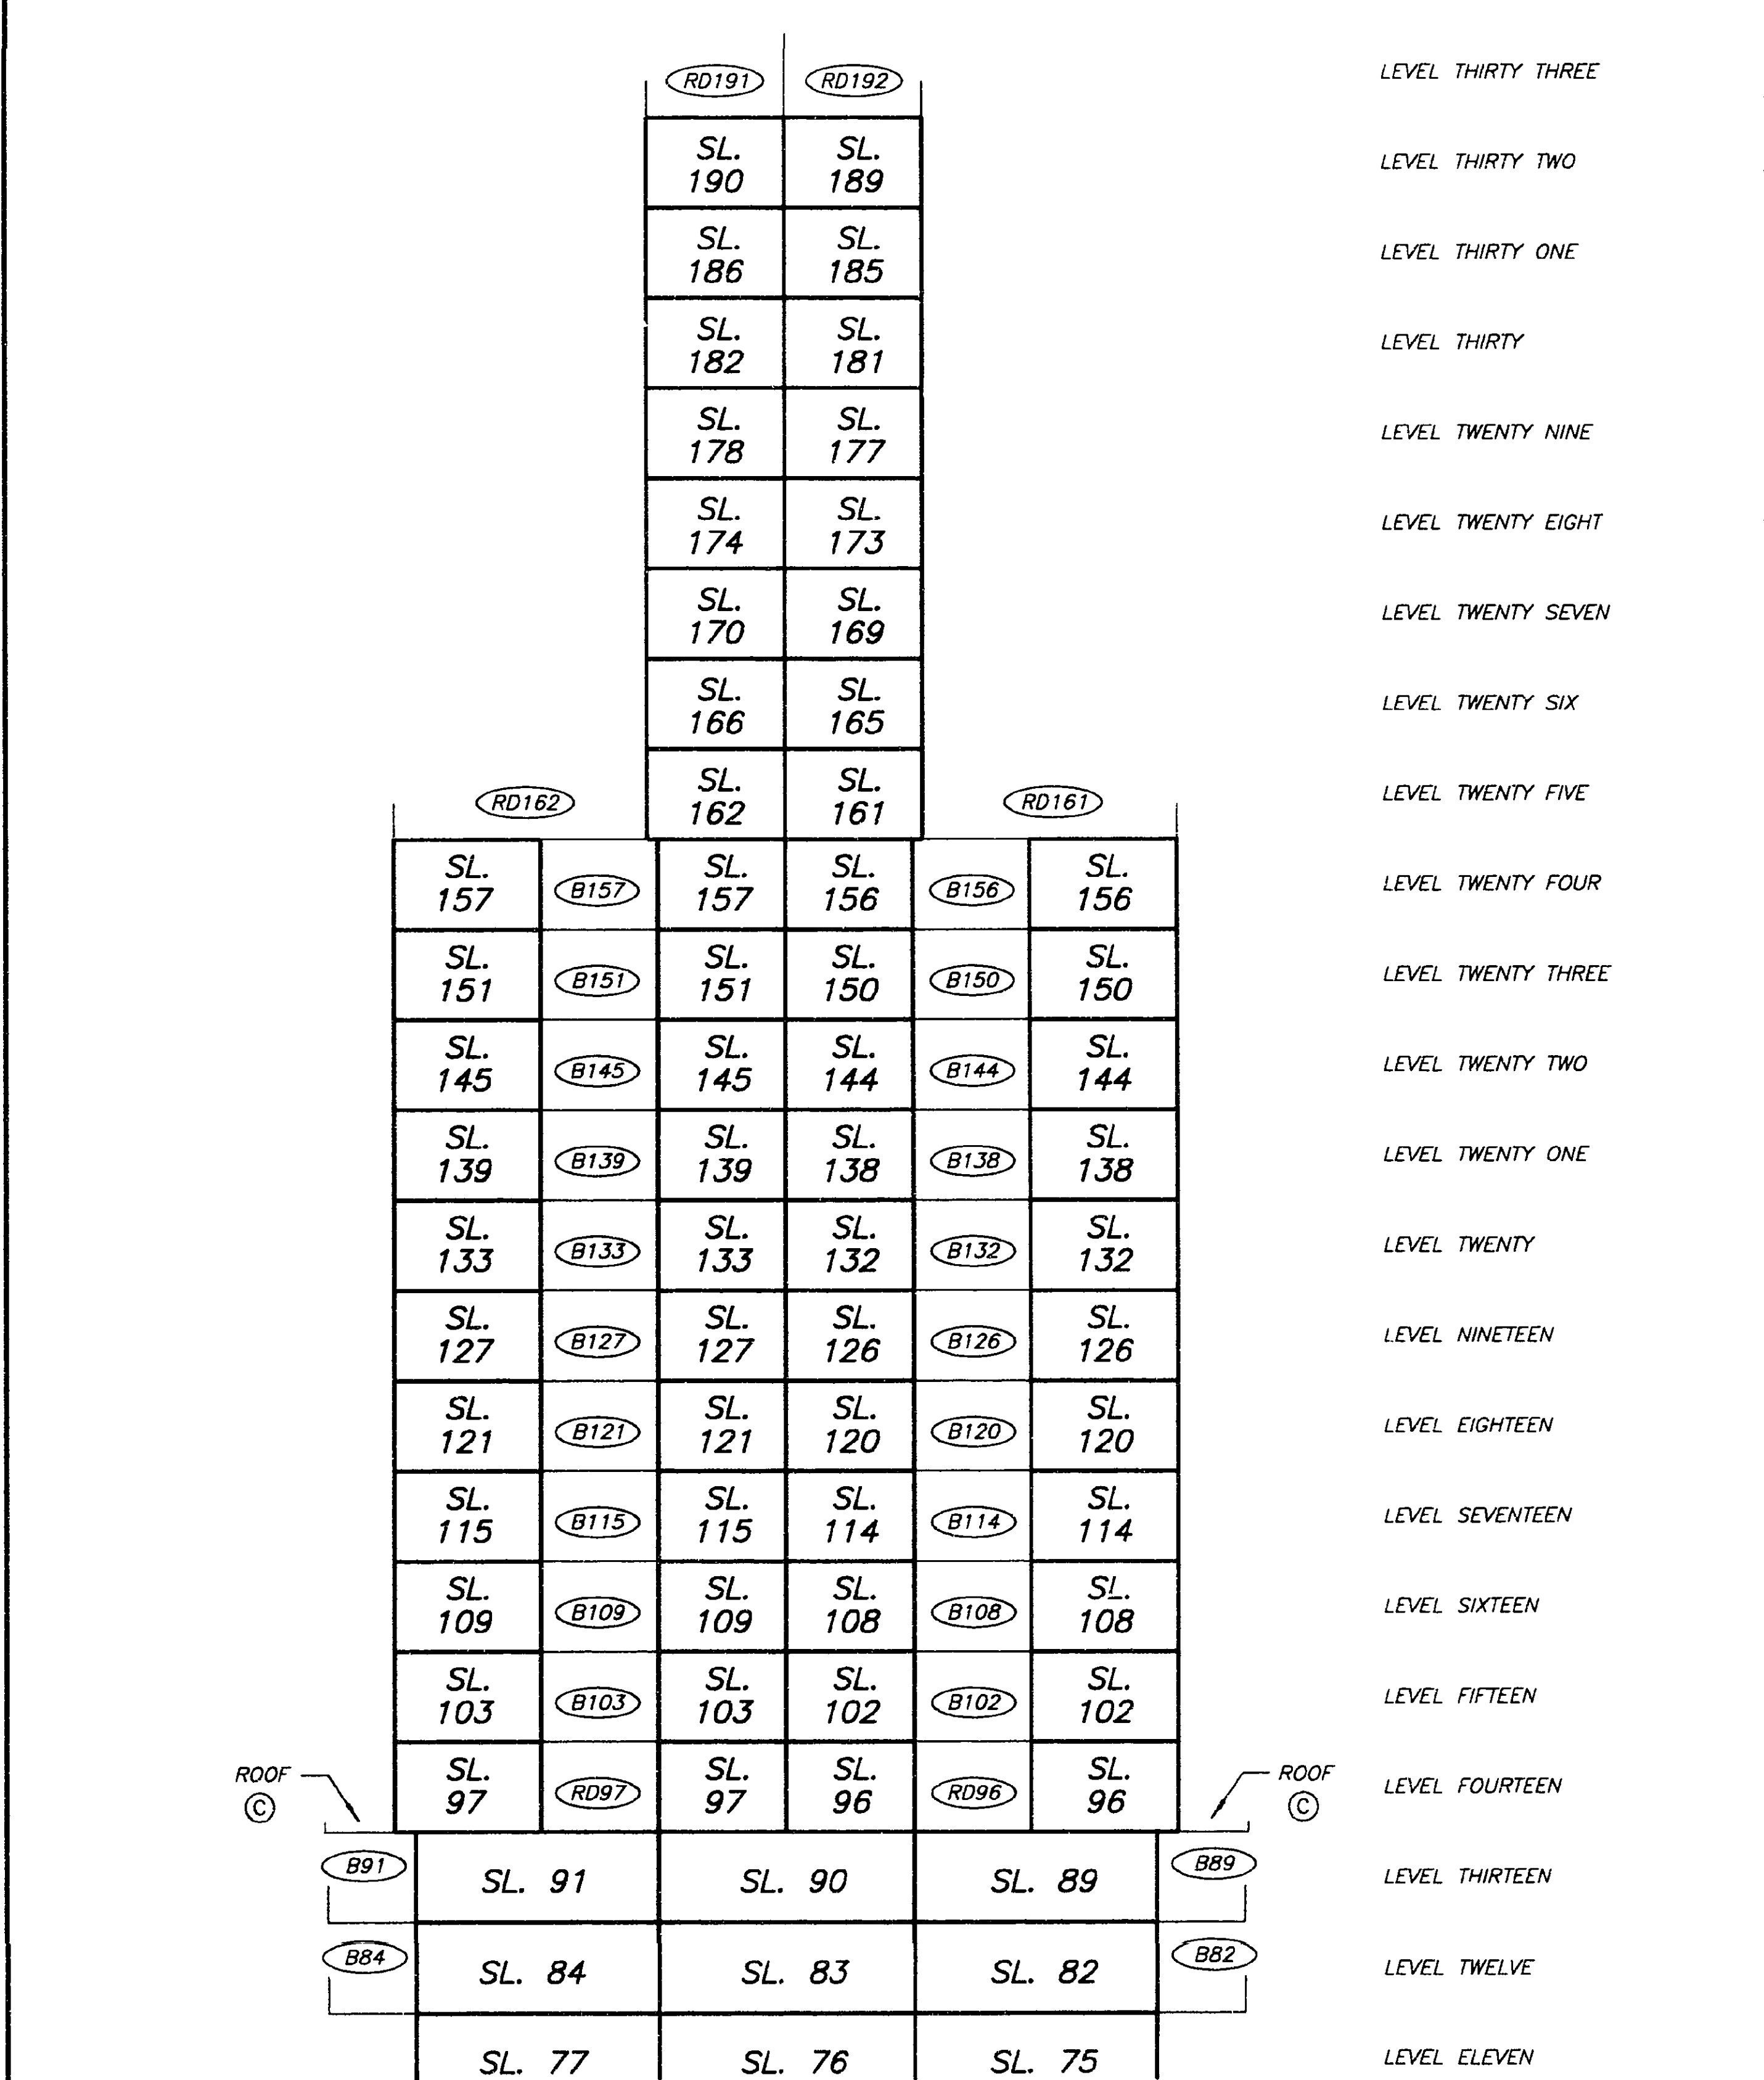 RD191 RD192 LEVEL THIRTY THREE
SL. SL.
190 189 LEVEL THIRTY TWO
SL. SL.
186 185 LEVEL THIRTY ONE
SL. SL.
182 181 LEVEL THIRTY
SL. SL.
178 177 LEVEL TWENTY NINE
SL. SL.
174 173 LEVEL TWENTY EIGHT
SL. SL.
170 169 LEVEL TWENTY SEVEN
SL. SL.
166 165 LEVEL TWENTY SIX
SL. SL.
RD162 162 161 RD161 LEVEL TWENTY FIVE
SL. SL. SL. SL.
157 B157 157 156 B156 156 LEVEL TWENTY FOUR
SL. SL. SL. SL.
151 B151 151 150 B150 150 LEVEL TWENTY THREE
SL. SL. SL. SL.
145 B145 145 144 B144 144 LEVEL TWENTY TWO
SL. SL. SL. SL.
139 B139 139 138 B138 138 LEVEL TWENTY ONE
SL. SL. SL. SL.
133 B133 133 132 B132 132 LEVEL TWENTY
SL. SL. SL. SL.
127 B127 127 126 B126 126 LEVEL NINETEEN
SL. SL. SL. SL.
121 B121 121 120 B120 120 LEVEL EIGHTEEN
SL. SL. SL. SL.
115 B115 115 114 B114 114 LEVEL SEVENTEEN
SL. SL. SL. SL.
109 B109 109 108 B108 108 LEVEL SIXTEEN
SL. SL. SL. SL.
103 B103 103 102 B102 102 LEVEL FIFTEEN
ROOF SL. SL. SL. SL. ROOF
C 97 RD97 97 96 RD96 96 C LEVEL FOURTEEN
B91 SL. 91 SL. 90 SL. 89 B89 LEVEL THIRTEEN
B84 SL. 84 SL. 83 SL. 82 B82 LEVEL TWELVE
SL. 77 SL. 76 SL. 75 LEVEL ELEVEN